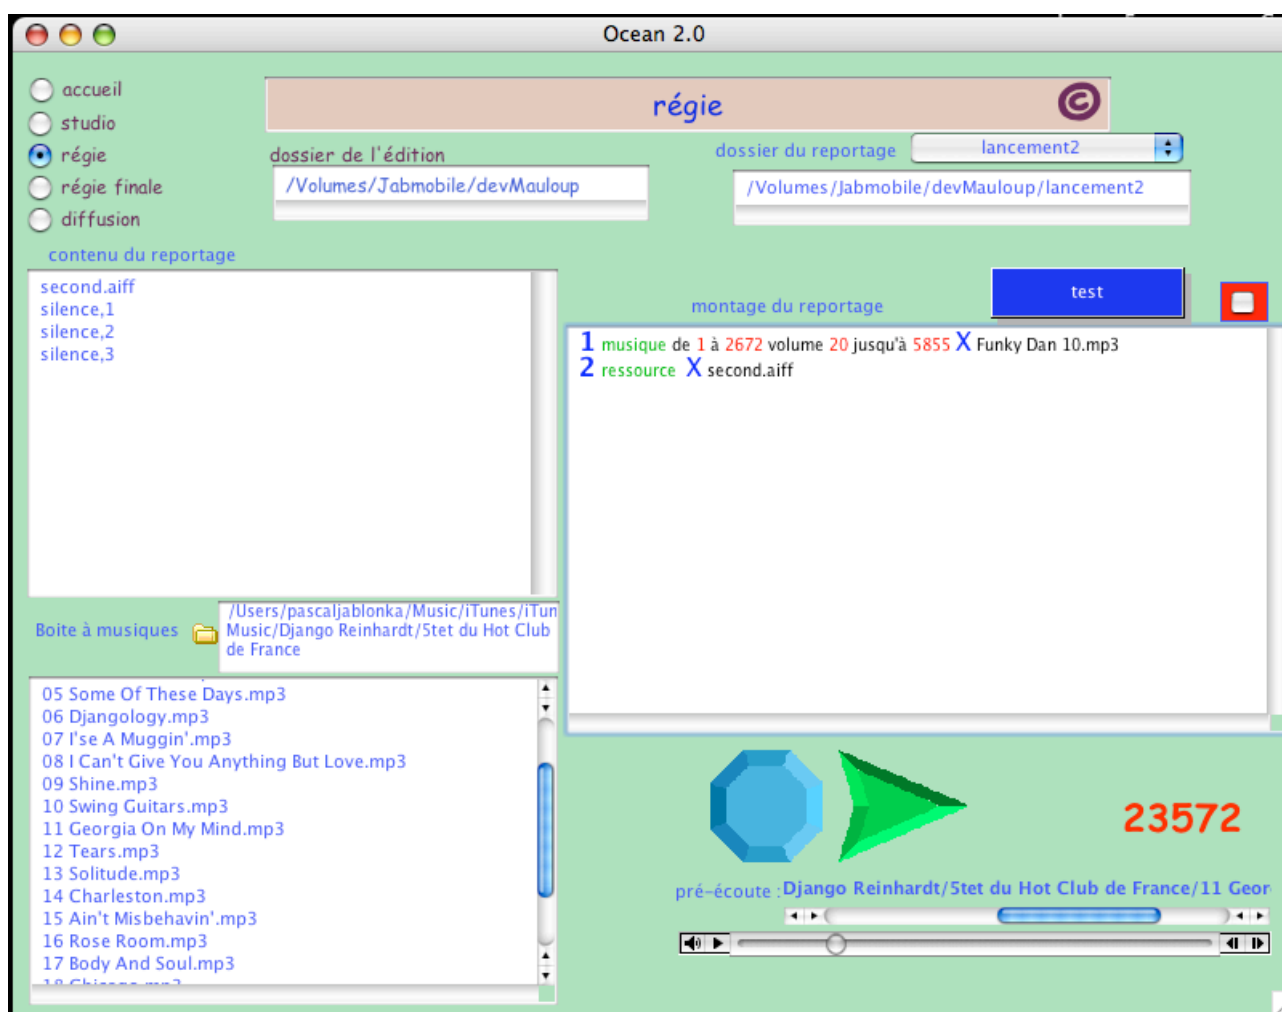 Ocean 2.0
accueil
studio
régie
régie finale
diffusion
régie
©
dossier de l'édition
/Volumes/Jabmobile/devMauloup
dossier du reportage
lancement2
/Volumes/Jabmobile/devMauloup/lancement2
contenu du reportage
second.aiff
silence,1
silence,2
silence,3
montage du reportage
test
1 musique de 1 à 2672 volume 20 jusqu'à 5855 X Funky Dan 10.mp3
2 ressource X second.aiff
Boite à musiques
/Users/pascaljablonka/Music/iTunes/iTun
Music/Django Reinhardt/5tet du Hot Club
de France
05 Some Of These Days.mp3
06 Djangology.mp3
07 I'se A Muggin'.mp3
08 I Can't Give You Anything But Love.mp3
09 Shine.mp3
10 Swing Guitars.mp3
11 Georgia On My Mind.mp3
12 Tears.mp3
13 Solitude.mp3
14 Charleston.mp3
15 Ain't Misbehavin'.mp3
16 Rose Room.mp3
17 Body And Soul.mp3
18 Chicago.mp3
23572
pré-écoute : Django Reinhardt/5tet du Hot Club de France/11 Geor